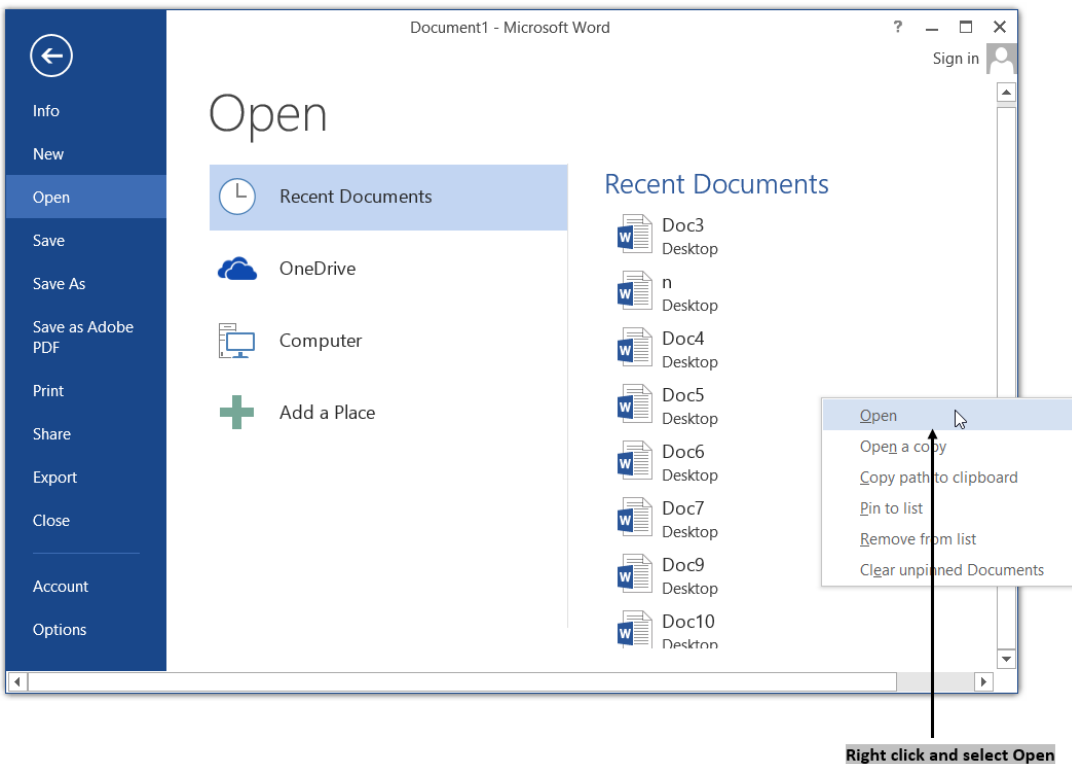 Document1 - Microsoft Word
?
Sign in
Info
New
Open
Save
Save As
Save as Adobe
PDF
Print
Share
Export
Close
Account
Options
Open
Recent Documents
OneDrive
Computer
Add a Place
Recent Documents
Doc3
Desktop
n
Desktop
Doc4
Desktop
Doc5
Desktop
Doc6
Desktop
Doc7
Desktop
Doc9
Desktop
Doc10
Desktop
Open
Open a copy
Copy path to clipboard
Pin to list
Remove from list
Clear unpinned Documents
Right click and select Open